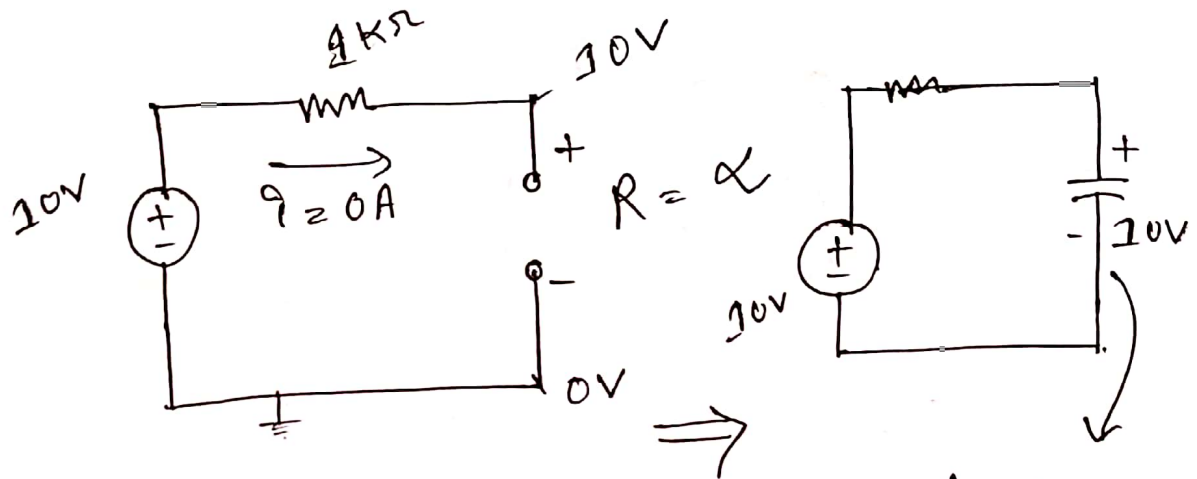 1KΩ
10V
10V
+
-
i = 0A
+
-
R = ∝
0V
+
-
10V
+
-
10V
⇒